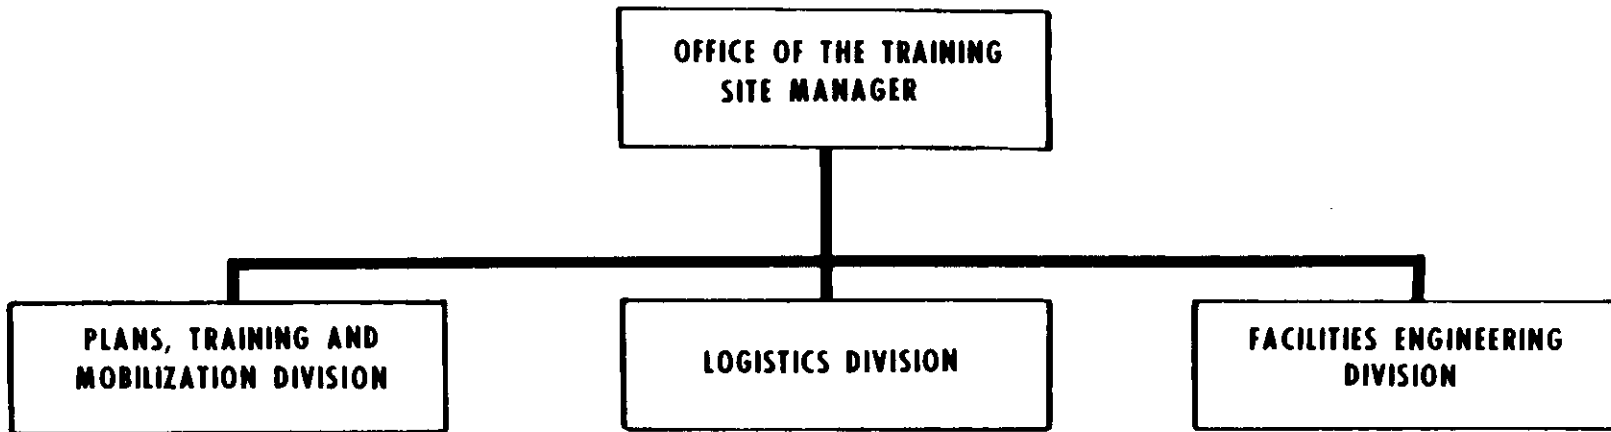 OFFICE OF THE TRAINING
SITE MANAGER
PLANS, TRAINING AND
MOBILIZATION DIVISION
LOGISTICS DIVISION
FACILITIES ENGINEERING
DIVISION